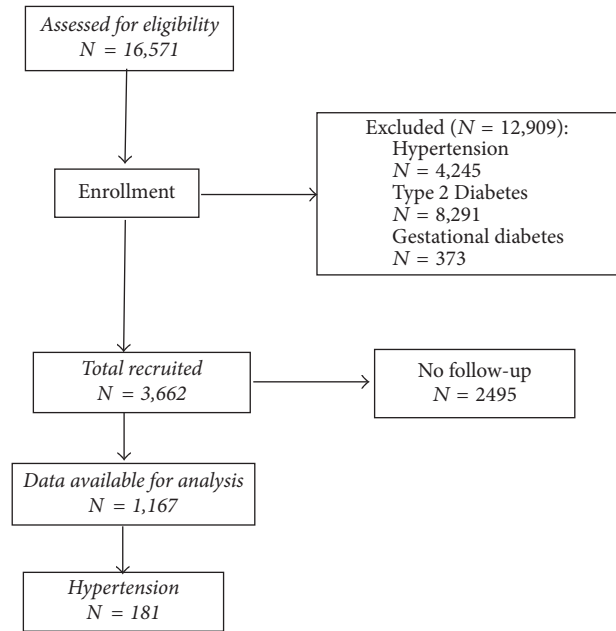 Assessed for eligibility
N = 16,571
Enrollment
Excluded (N = 12,909):
Hypertension
N = 4,245
Type 2 Diabetes
N = 8,291
Gestational diabetes
N = 373
Total recruited
N = 3,662
No follow-up
N = 2495
Data available for analysis
N = 1,167
Hypertension
N = 181